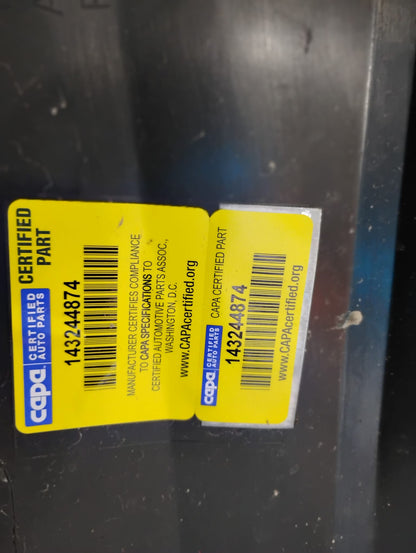 capa
CERTIFIED
AUTO PARTS
CERTIFIED
PART
143244874
MANUFACTURER CERTIFIES COMPLIANCE
TO CAPA SPECIFICATIONS TO
CERTIFIED AUTOMOTIVE PARTS ASSOC.,
WASHINGTON, D.C.
www.CAPAcertified.org
capa
CERTIFIED
AUTO PARTS
CAPA CERTIFIED PART
143244874
www.CAPAcertified.org